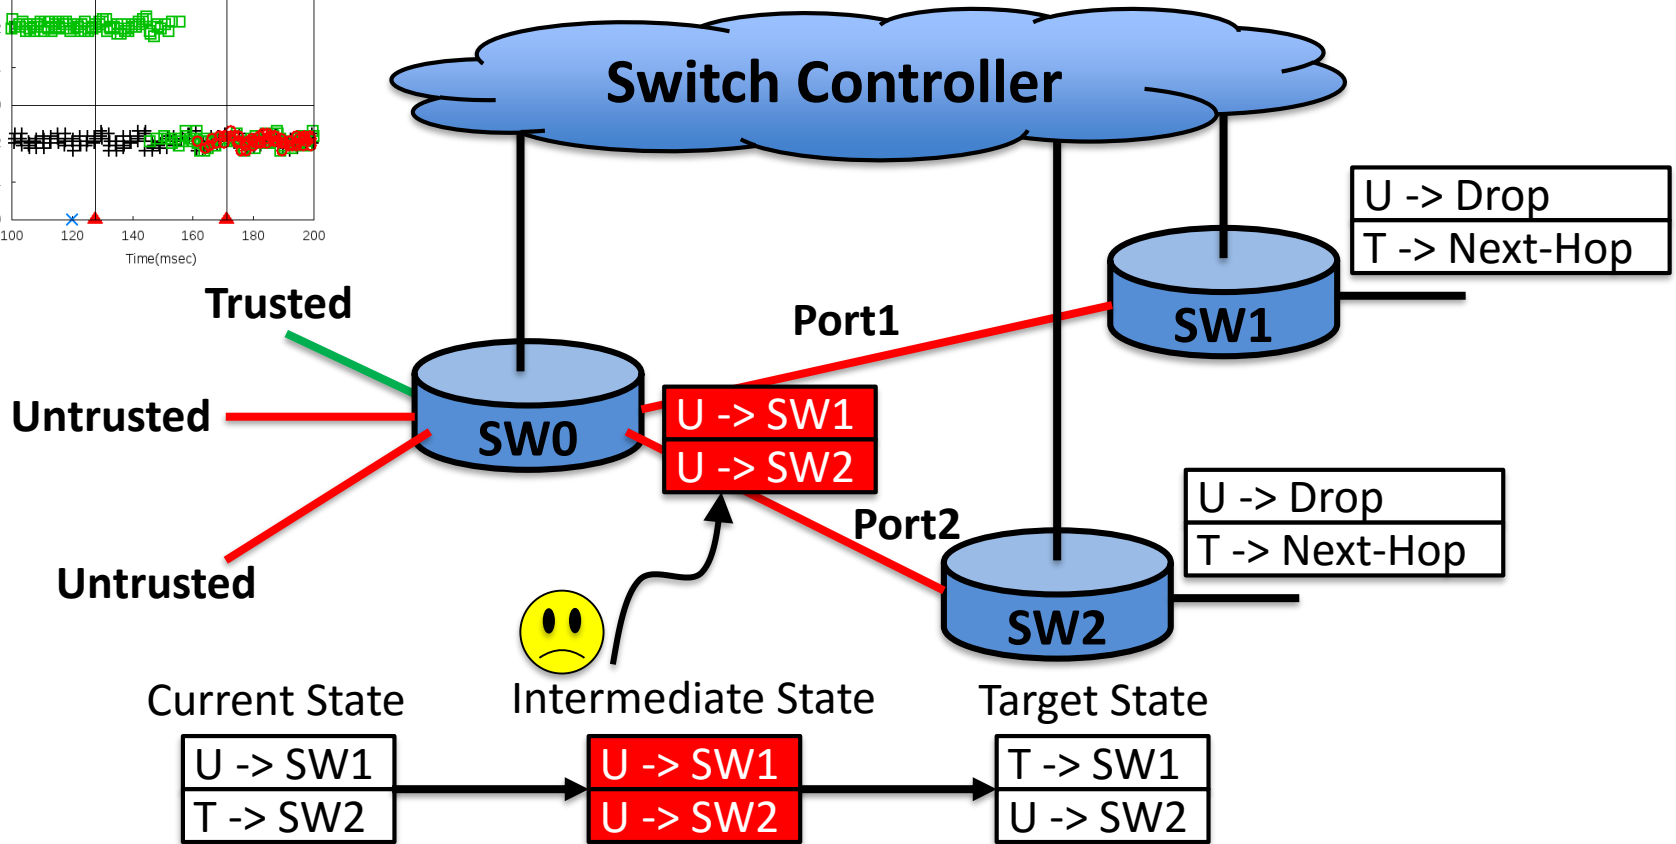 Switch Controller
100 120 140 160 180 200
Time(msec)
U -> Drop
T -> Next-Hop
Trusted
Port1
SW1
Untrusted
SW0
U -> SW1
U -> SW2
U -> Drop
T -> Next-Hop
Port2
Untrusted
SW2
Current State
Intermediate State
Target State
U -> SW1
T -> SW2
U -> SW1
U -> SW2
T -> SW1
U -> SW2